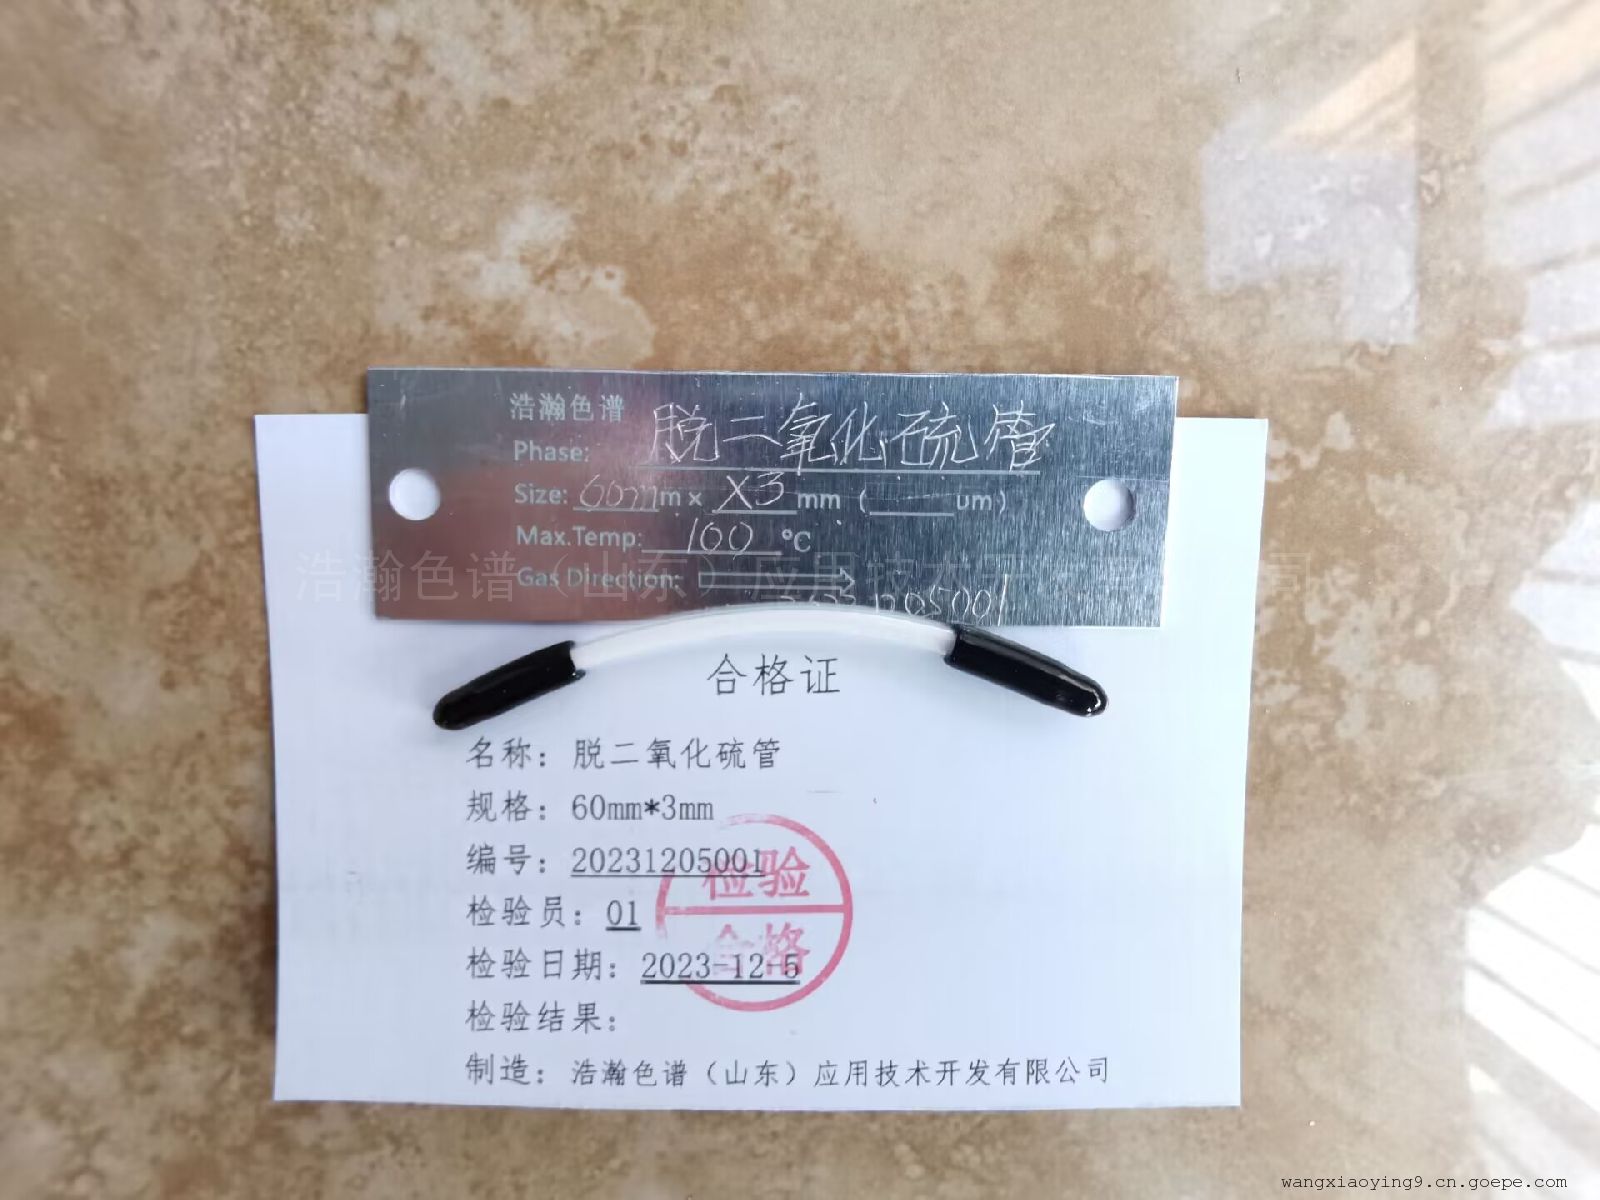 浩瀚色谱
Phase: 脱二氧化硫管
Size: 60mm m x X3 mm ( um )
Max.Temp: 100 °C
Gas Direction:
20231205001
浩瀚色谱（山东）应用技术开发有限公司
合格证
名称：脱二氧化硫管
规格：60mm*3mm
编号：20231205001
检验员：01
检验日期：2023-12-5
检验结果：
检验
合格
制造：浩瀚色谱（山东）应用技术开发有限公司
wangxiaoying9.cn.goepe.com